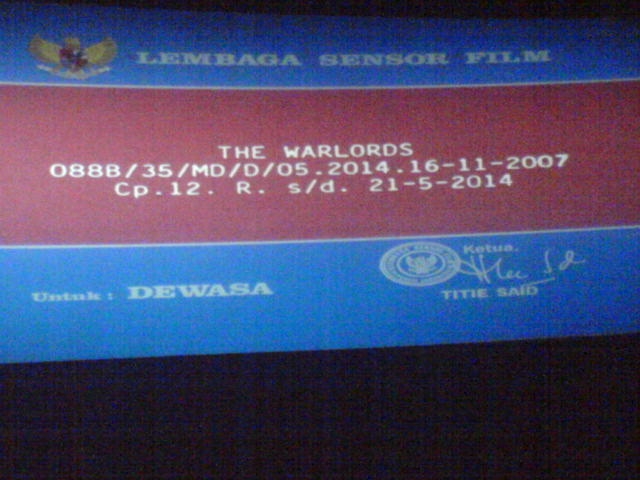 LEMBAGA SENSOR FILM
THE WARLORDS
088B/35/MD/D/05.2014.16-11-2007
Cp.12. R. s/d. 21-5-2014
Ketua.
Untuk : DEWASA
TITIE SAID